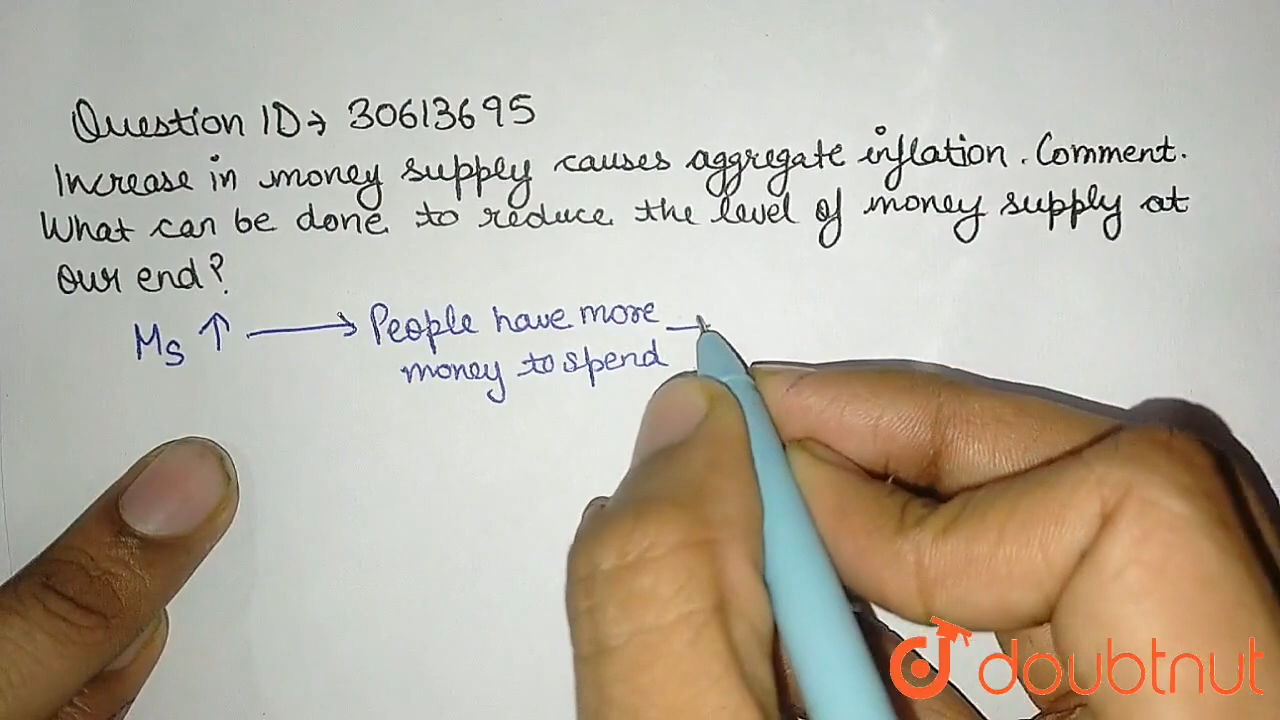 Question ID→ 30613695
Increase in money supply causes aggregate inflation. Comment.
What can be done to reduce the level of money supply at
our end?
Ms ↑ → People have more →
money to spend
doubtnut